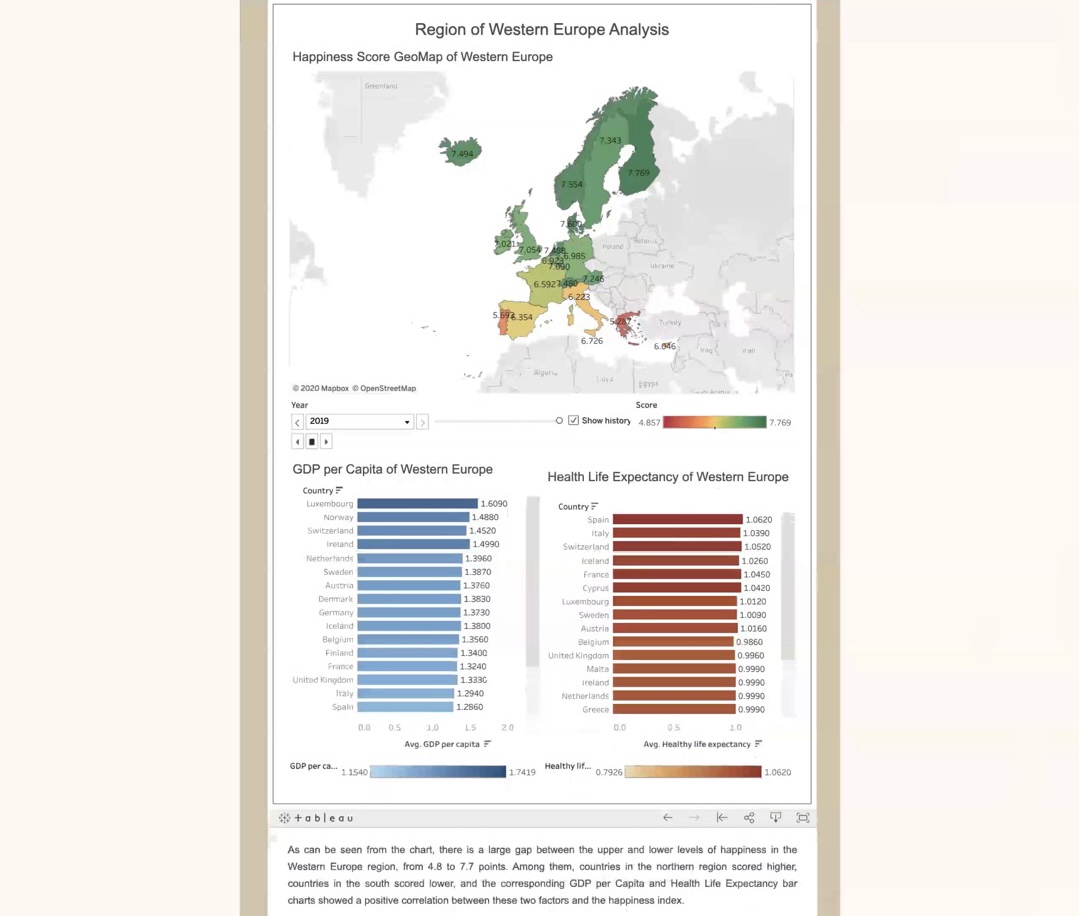 Region of Western Europe Analysis
Happiness Score GeoMap of Western Europe
Greenland
7.494
7.343
7.769
7.554
7.600
7.021
7.054
7.488
6.985
6.923
7.090
7.246
6.592
7.480
6.223
5.693
6.354
5.287
6.726
6.046
Poland
Belarus
Ukraine
Turkey
Iraq
Iran
Algeria
Libya
Egypt
Saudi Arabia
© 2020 Mapbox © OpenStreetMap
Year
Score
2019
Show history
4.857
7.769
GDP per Capita of Western Europe
Country
Luxembourg 1.6090
Norway 1.4880
Switzerland 1.4520
Ireland 1.4990
Netherlands 1.3960
Sweden 1.3870
Austria 1.3760
Denmark 1.3830
Germany 1.3730
Iceland 1.3800
Belgium 1.3560
Finland 1.3400
France 1.3240
United Kingdom 1.3330
Italy 1.2940
Spain 1.2860
0.0 0.5 1.0 1.5 2.0
Avg. GDP per capita
GDP per ca...
1.1540 1.7419
Health Life Expectancy of Western Europe
Country
Spain 1.0620
Italy 1.0390
Switzerland 1.0520
Iceland 1.0260
France 1.0450
Cyprus 1.0420
Luxembourg 1.0120
Sweden 1.0090
Austria 1.0160
Belgium 0.9860
United Kingdom 0.9960
Malta 0.9990
Ireland 0.9990
Netherlands 0.9990
Greece 0.9990
0.0 0.5 1.0
Avg. Healthy life expectancy
Healthy lif...
0.7926 1.0620
+ableau
As can be seen from the chart, there is a large gap between the upper and lower levels of happiness in the
Western Europe region, from 4.8 to 7.7 points. Among them, countries in the northern region scored higher,
countries in the south scored lower, and the corresponding GDP per Capita and Health Life Expectancy bar
charts showed a positive correlation between these two factors and the happiness index.